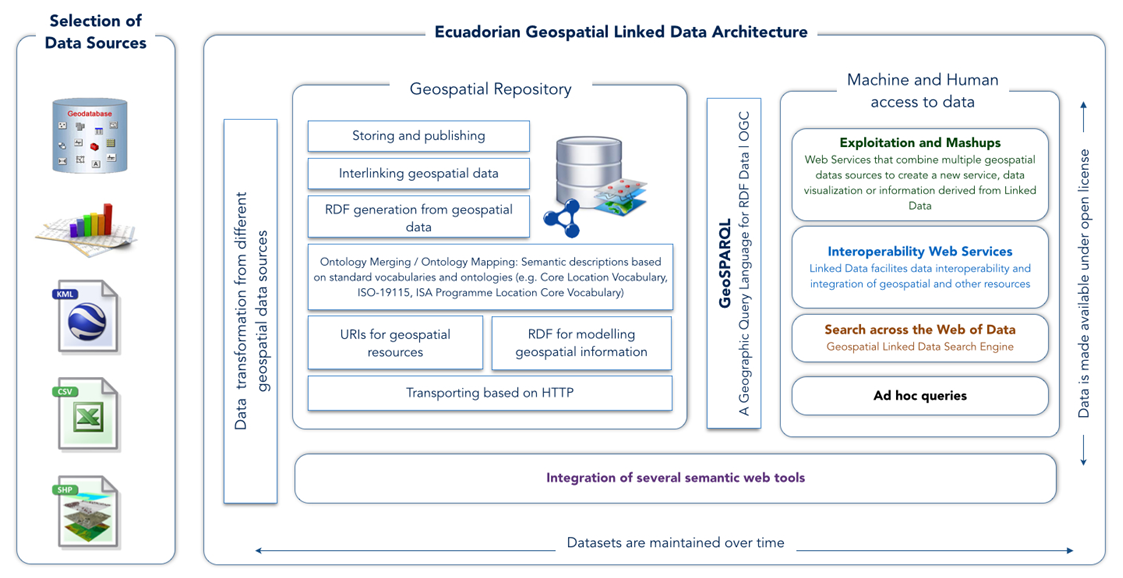 Selection of
Data Sources
Geodatabase
KML
CSV
SHP
Ecuadorian Geospatial Linked Data Architecture
Data transformation from different
geospatial data sources
Geospatial Repository
Storing and publishing
Interlinking geospatial data
RDF generation from geospatial
data
Ontology Merging / Ontology Mapping: Semantic descriptions based
on standard vocabularies and ontologies (e.g. Core Location Vocabulary,
ISO-19115, ISA Programme Location Core Vocabulary)
URIs for geospatial
resources
RDF for modelling
geospatial information
Transporting based on HTTP
GeoSPARQL
A Geographic Query Language for RDF Data | OGC
Machine and Human
access to data
Exploitation and Mashups
Web Services that combine multiple geospatial
datas sources to create a new service, data
visualization or information derived from Linked
Data
Interoperability Web Services
Linked Data facilites data interoperability and
integration of geospatial and other resources
Search across the Web of Data
Geospatial Linked Data Search Engine
Ad hoc queries
Data is made available under open license
Integration of several semantic web tools
Datasets are maintained over time